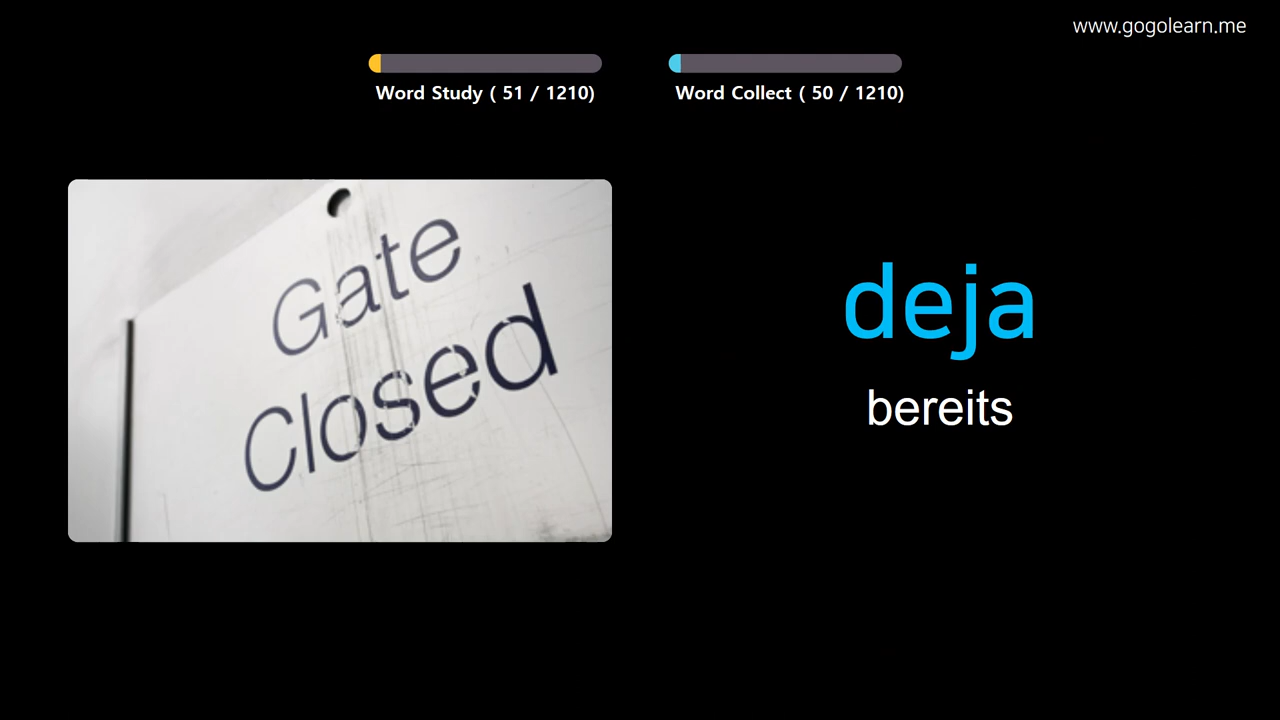 www.gogolearn.me
Word Study ( 51 / 1210)
Word Collect ( 50 / 1210)
Gate
Closed
deja
bereits